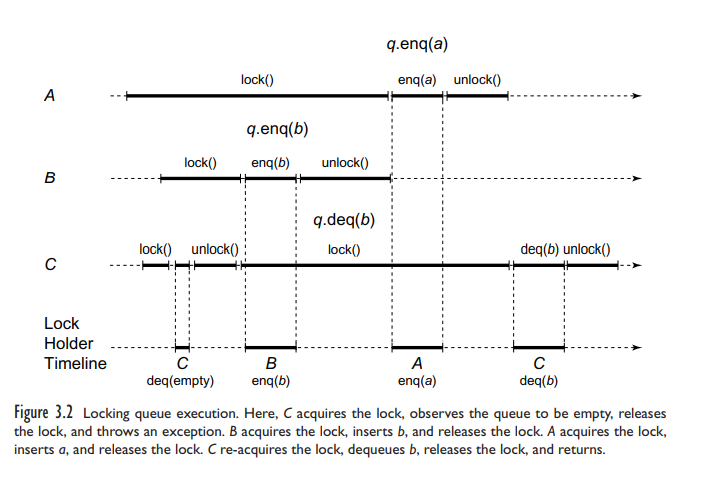 q.enq(a)
lock() enq(a) unlock()
A
q.enq(b)
lock() enq(b) unlock()
B
q.deq(b)
lock() unlock() lock() deq(b) unlock()
C
Lock
Holder
Timeline
C B A C
deq(empty) enq(b) enq(a) deq(b)
Figure 3.2 Locking queue execution. Here, C acquires the lock, observes the queue to be empty, releases
the lock, and throws an exception. B acquires the lock, inserts b, and releases the lock. A acquires the lock,
inserts a, and releases the lock. C re-acquires the lock, dequeues b, releases the lock, and returns.